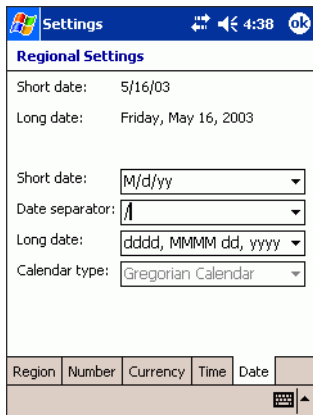 Settings 4:38 ok
Regional Settings
Short date: 5/16/03
Long date: Friday, May 16, 2003
Short date: M/d/yy
Date separator: /
Long date: dddd, MMMM dd, yyyy
Calendar type: Gregorian Calendar
Region Number Currency Time Date